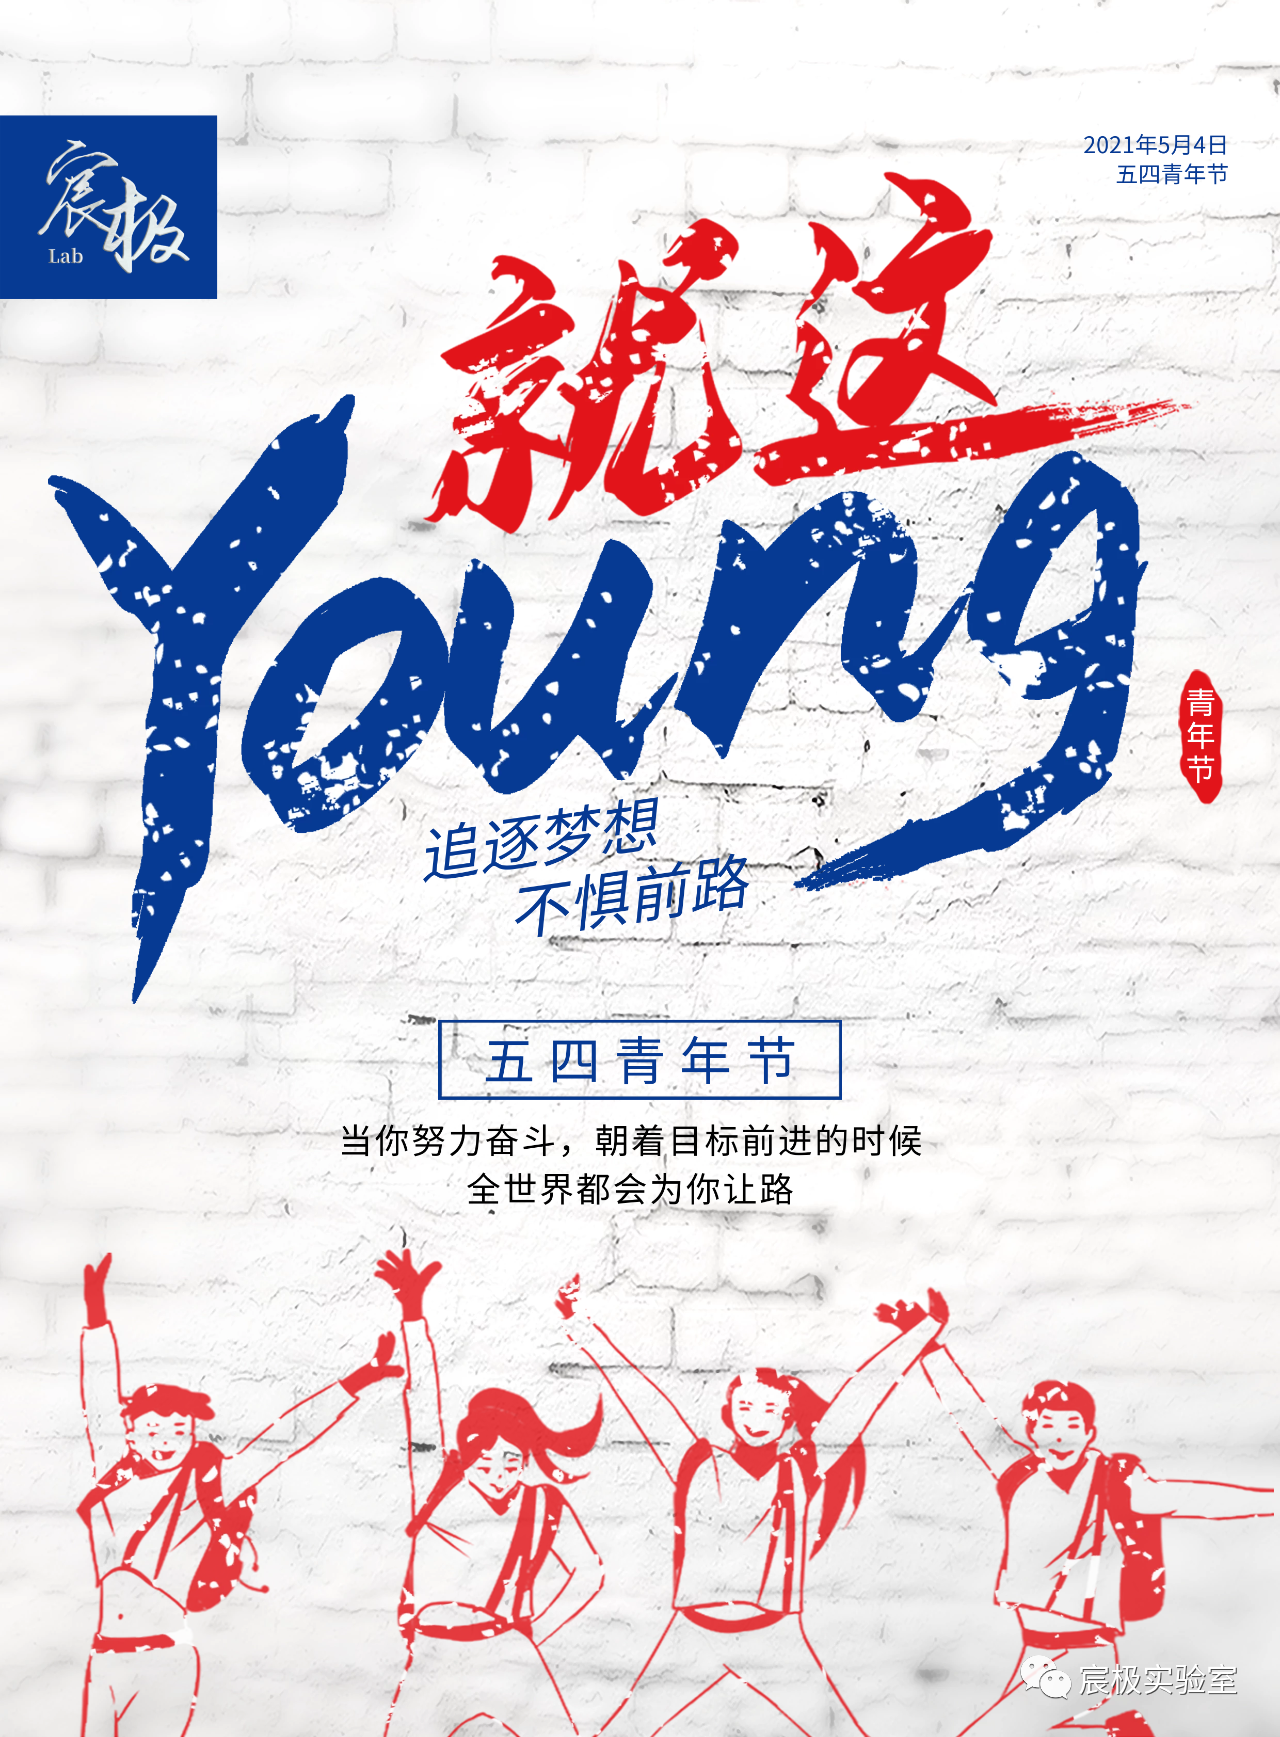 宸极
Lab
2021年5月4日
五四青年节
就这
Young
青年节
追逐梦想
不惧前路
五四青年节
当你努力奋斗，朝着目标前进的时候
全世界都会为你让路
宸极实验室